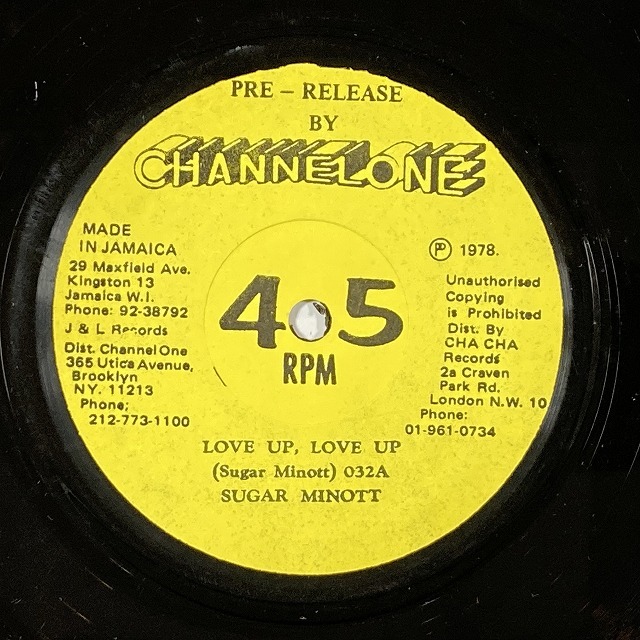 PRE – RELEASE
BY
CHANNEL ONE
MADE
IN JAMAICA
29 Maxfield Ave.
Kingston 13
Jamaica W.I.
Phone: 92-38792
J & L Records
Dist. Channel One
365 Utica Avenue,
Brooklyn
NY. 11213
Phone;
212-773-1100
Ⓟ 1978.
Unauthorised
Copying
is Prohibited
Dist. By
CHA CHA
Records
2a Craven
Park Rd.
London N.W. 10
Phone:
01-961-0734
45
RPM
LOVE UP, LOVE UP
(Sugar Minott) 032A
SUGAR MINOTT